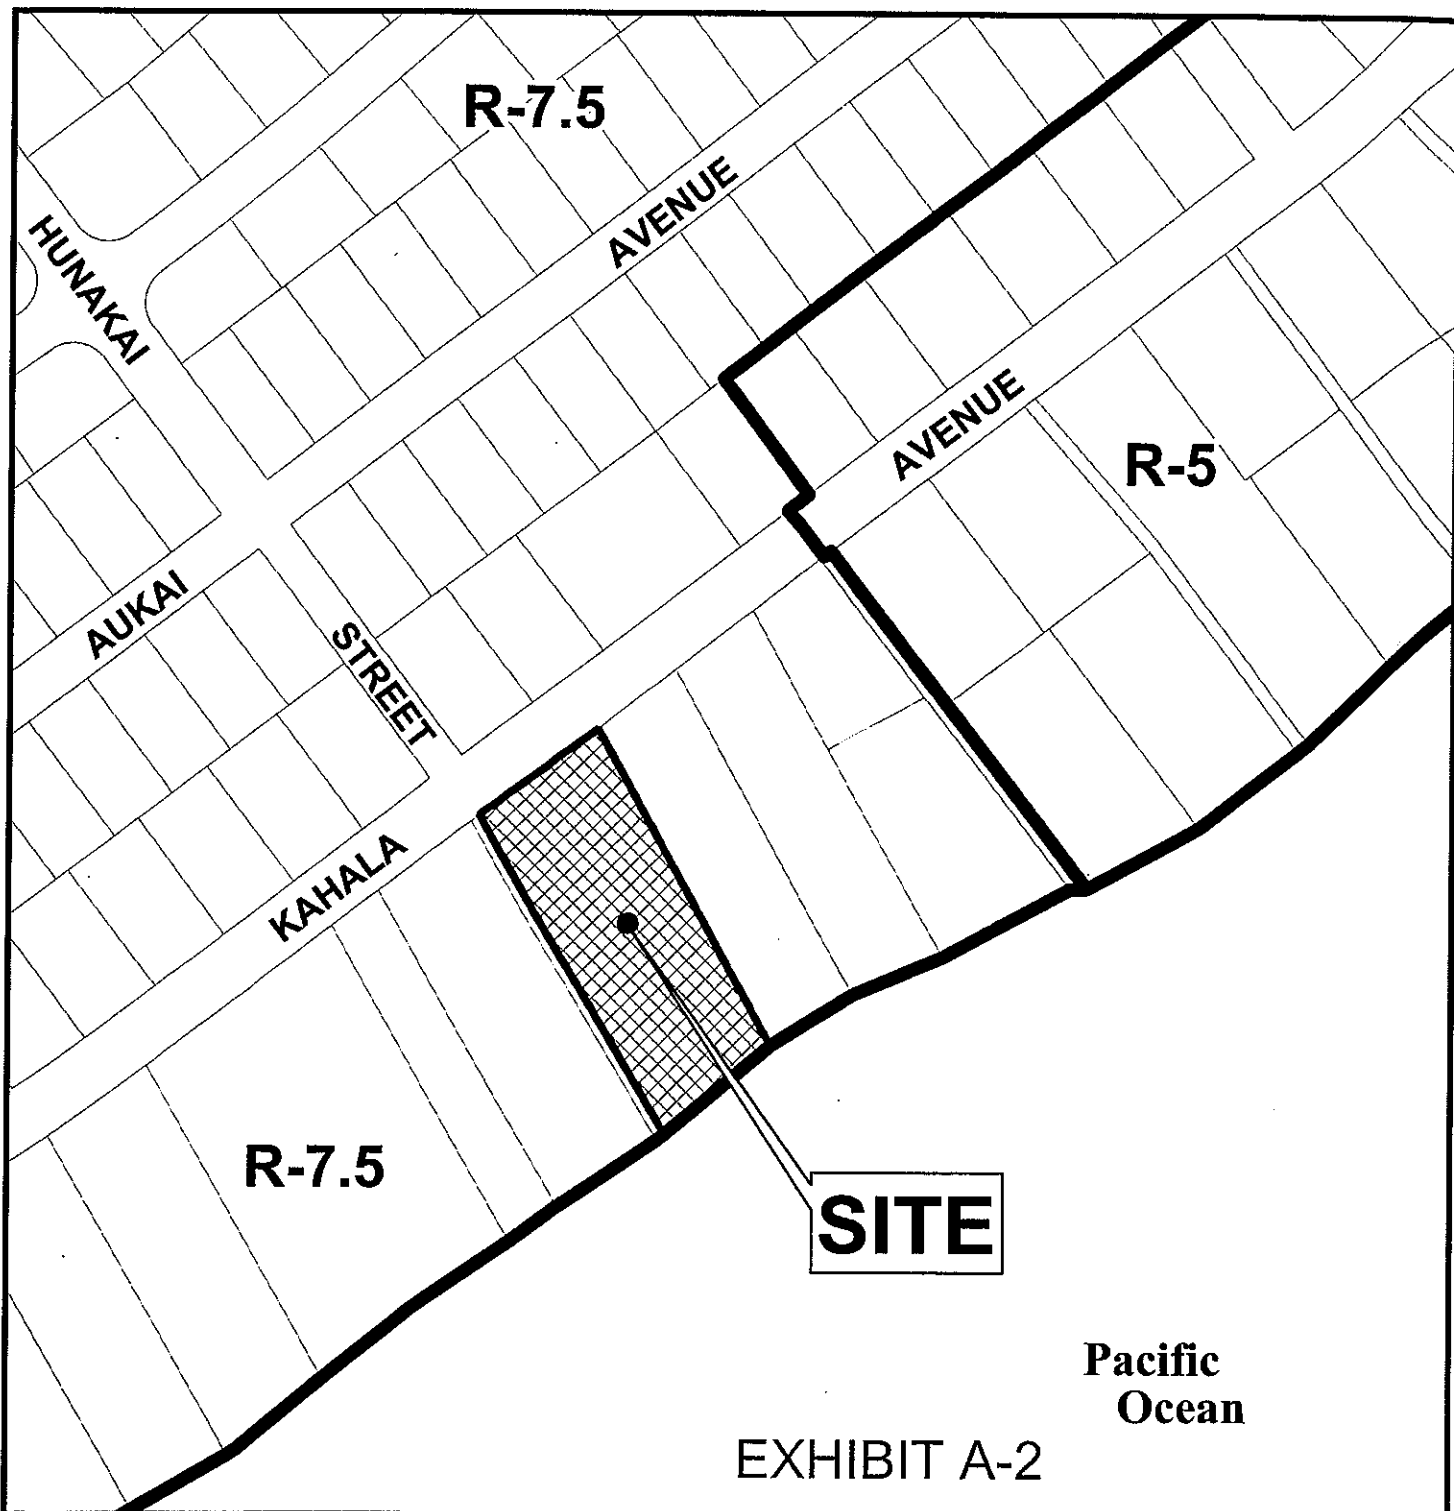 R-7.5
HUNAKAI
AVENUE
AVENUE
R-5
AUKAI
STREET
KAHALA
R-7.5
SITE
Pacific
Ocean
EXHIBIT A-2